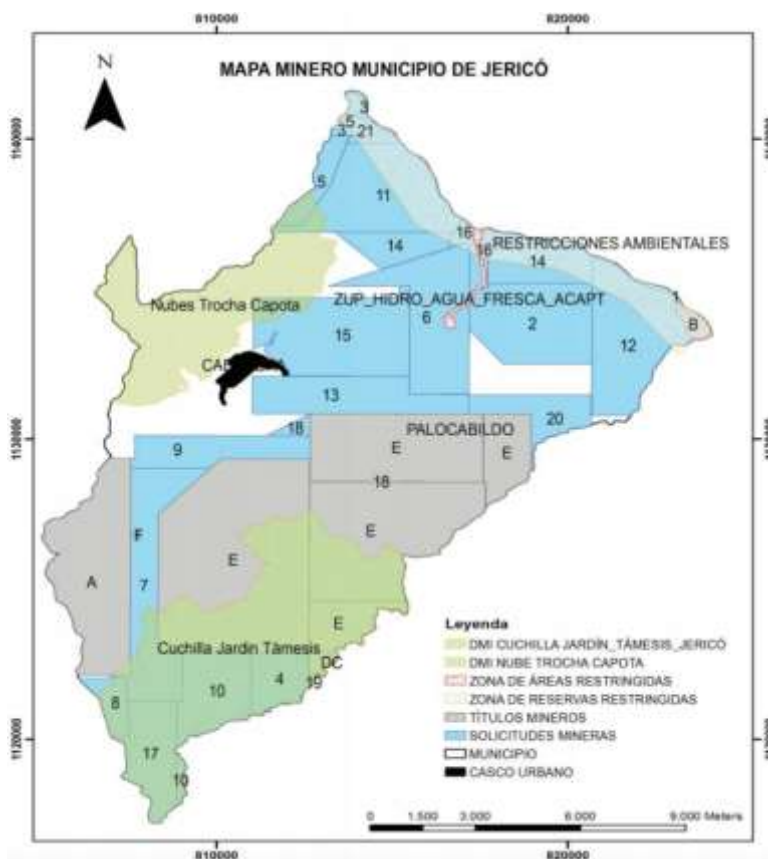 810000
820000
N
MAPA MINERO MUNICIPIO DE JERICÓ
1140000
3
5
3
21
5
11
16
16
RESTRICCIONES AMBIENTALES
14
14
Nubes Trocha Capota
ZUP_HIDRO_AGUA_FRESCA_ACAPT
1
6
2
8
15
12
13
18
20
1130000
PALOCABILDO
9
E
E
18
F
E
E
A
7
E
Cuchilla Jardin Tàmesis
DC
8
10
4
19
17
10
1120000
Leyenda
DMI CUCHILLA JARDÍN_TÁMESIS_JERICÓ
DMI NUBE TROCHA CAPOTA
ZONA DE ÁREAS RESTRINGIDAS
ZONA DE RESERVAS RESTRINGIDAS
TÍTULOS MINEROS
SOLICITUDES MINERAS
MUNICIPIO
CASCO URBANO
0 1.500 3.000 6.000 9.000 Meters
810000
820000